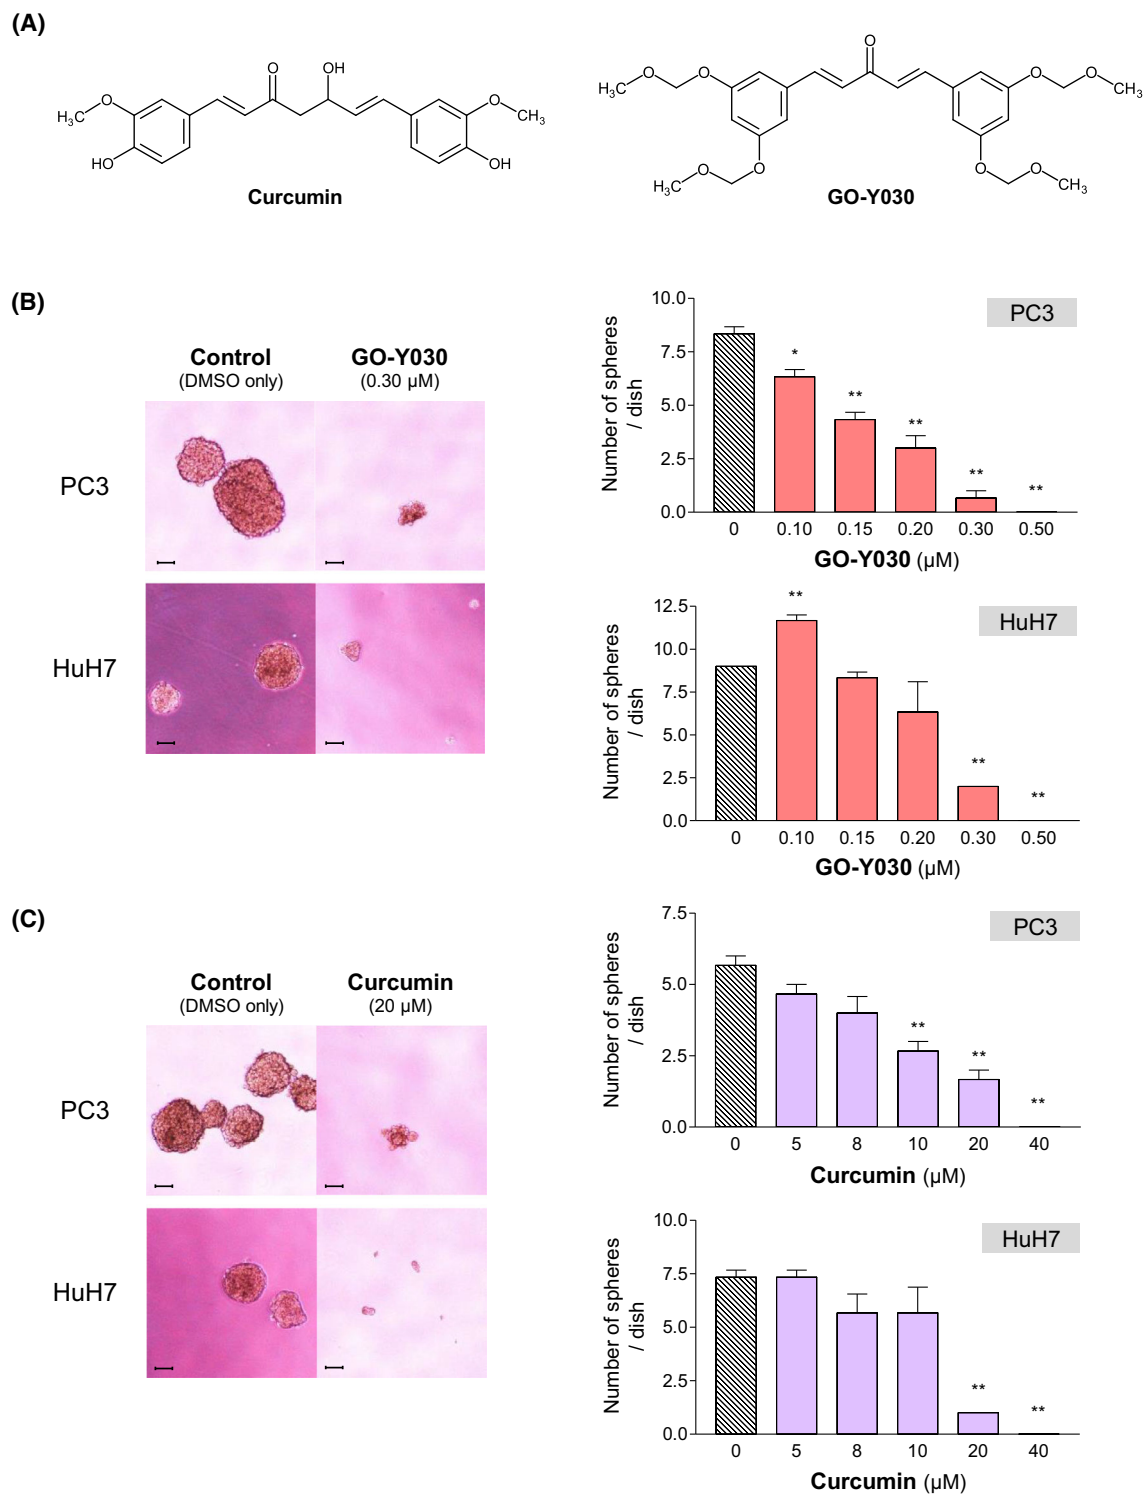 (A)
O
OH
O
H₃C
HO
O
CH₃
OH
Curcumin
O
H₃C
O
O
O
O
CH₃
O
O
H₃C
O
O
CH₃
GO-Y030
(B)
Control
(DMSO only)
GO-Y030
(0.30 µM)
PC3
HuH7
PC3
Number of spheres
/ dish
10.0
7.5
5.0
2.5
0.0
*
**
**
**
**
0 0.10 0.15 0.20 0.30 0.50
GO-Y030 (µM)
HuH7
Number of spheres
/ dish
12.5
10.0
7.5
5.0
2.5
0.0
**
**
**
0 0.10 0.15 0.20 0.30 0.50
GO-Y030 (µM)
(C)
Control
(DMSO only)
Curcumin
(20 µM)
PC3
HuH7
PC3
Number of spheres
/ dish
7.5
5.0
2.5
0.0
**
**
**
0 5 8 10 20 40
Curcumin (µM)
HuH7
Number of spheres
/ dish
10.0
7.5
5.0
2.5
0.0
**
**
0 5 8 10 20 40
Curcumin (µM)